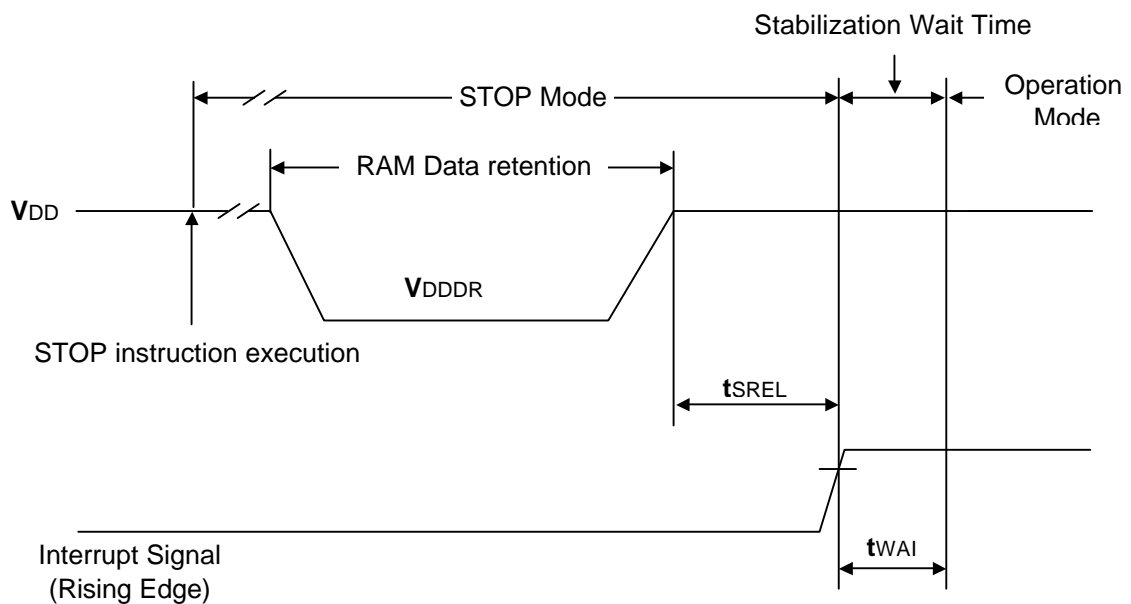 Stabilization Wait Time
STOP Mode
Operation
Mode
RAM Data retention
VDD
VDDDR
STOP instruction execution
tSREL
Interrupt Signal
(Rising Edge)
tWAI